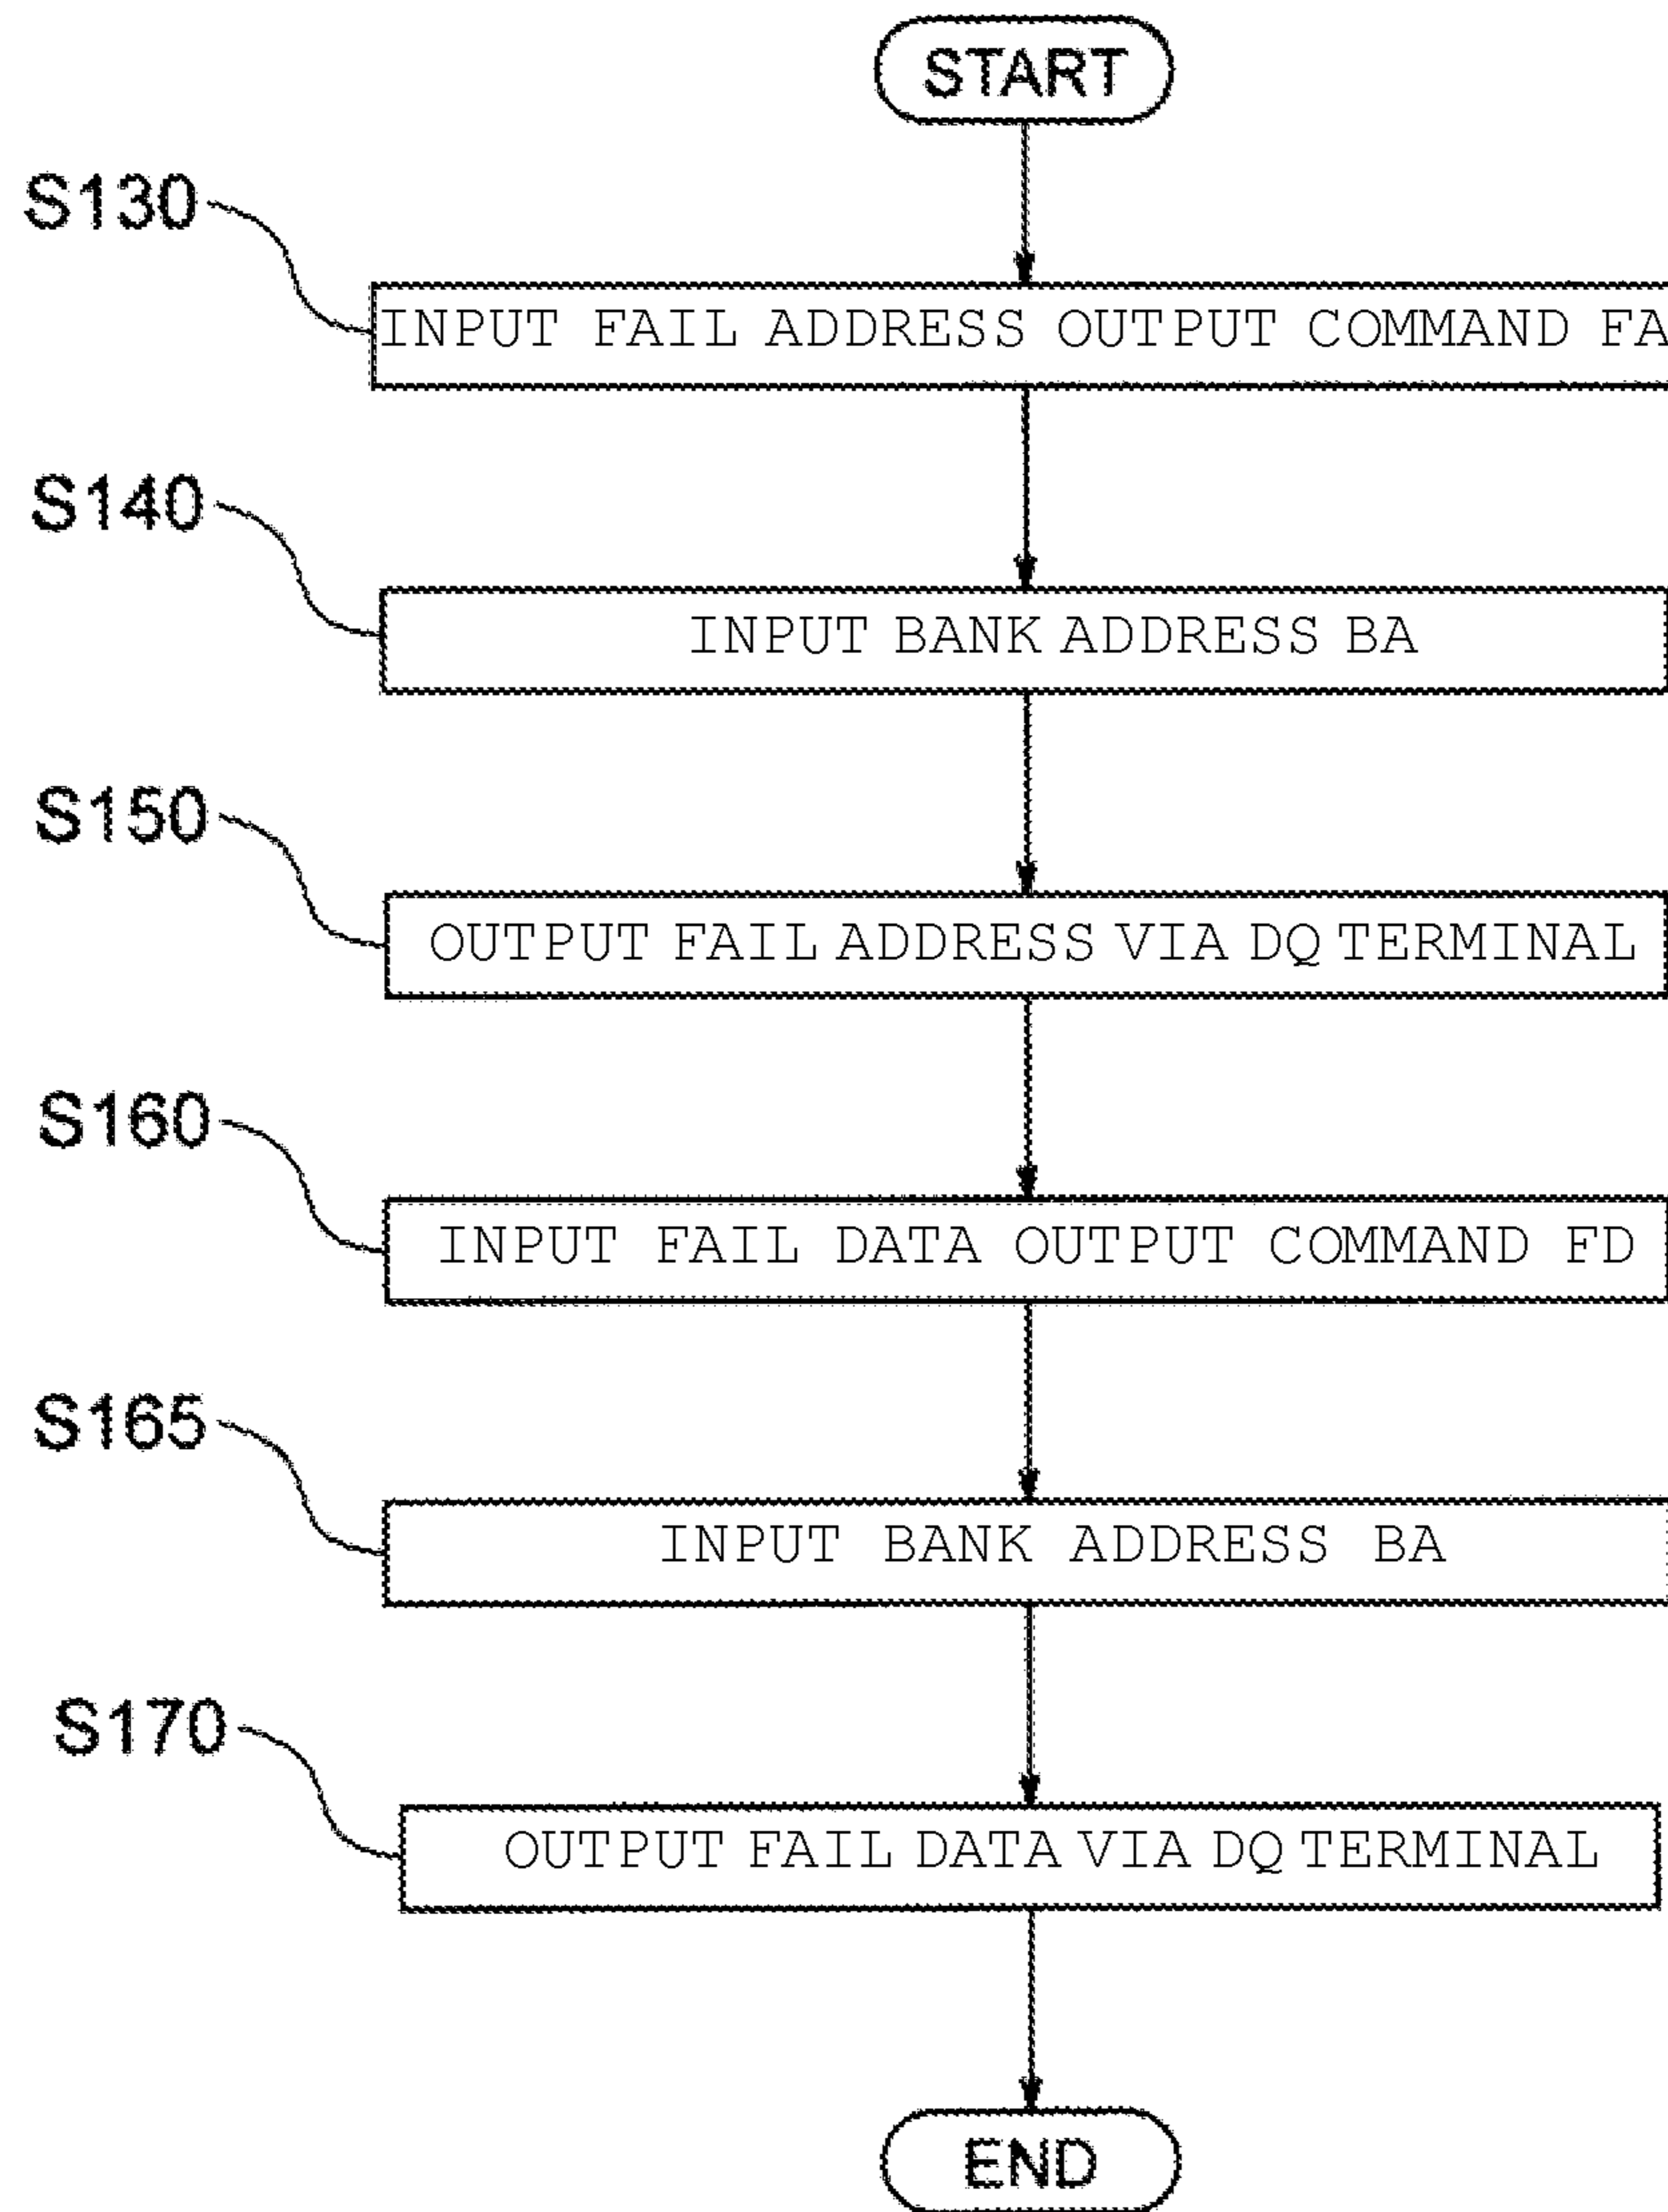 START
S130
INPUT FAIL ADDRESS OUTPUT COMMAND FA
S140
INPUT BANK ADDRESS BA
S150
OUTPUT FAIL ADDRESS VIA DQ TERMINAL
S160
INPUT FAIL DATA OUTPUT COMMAND FD
S165
INPUT BANK ADDRESS BA
S170
OUTPUT FAIL DATA VIA DQ TERMINAL
END